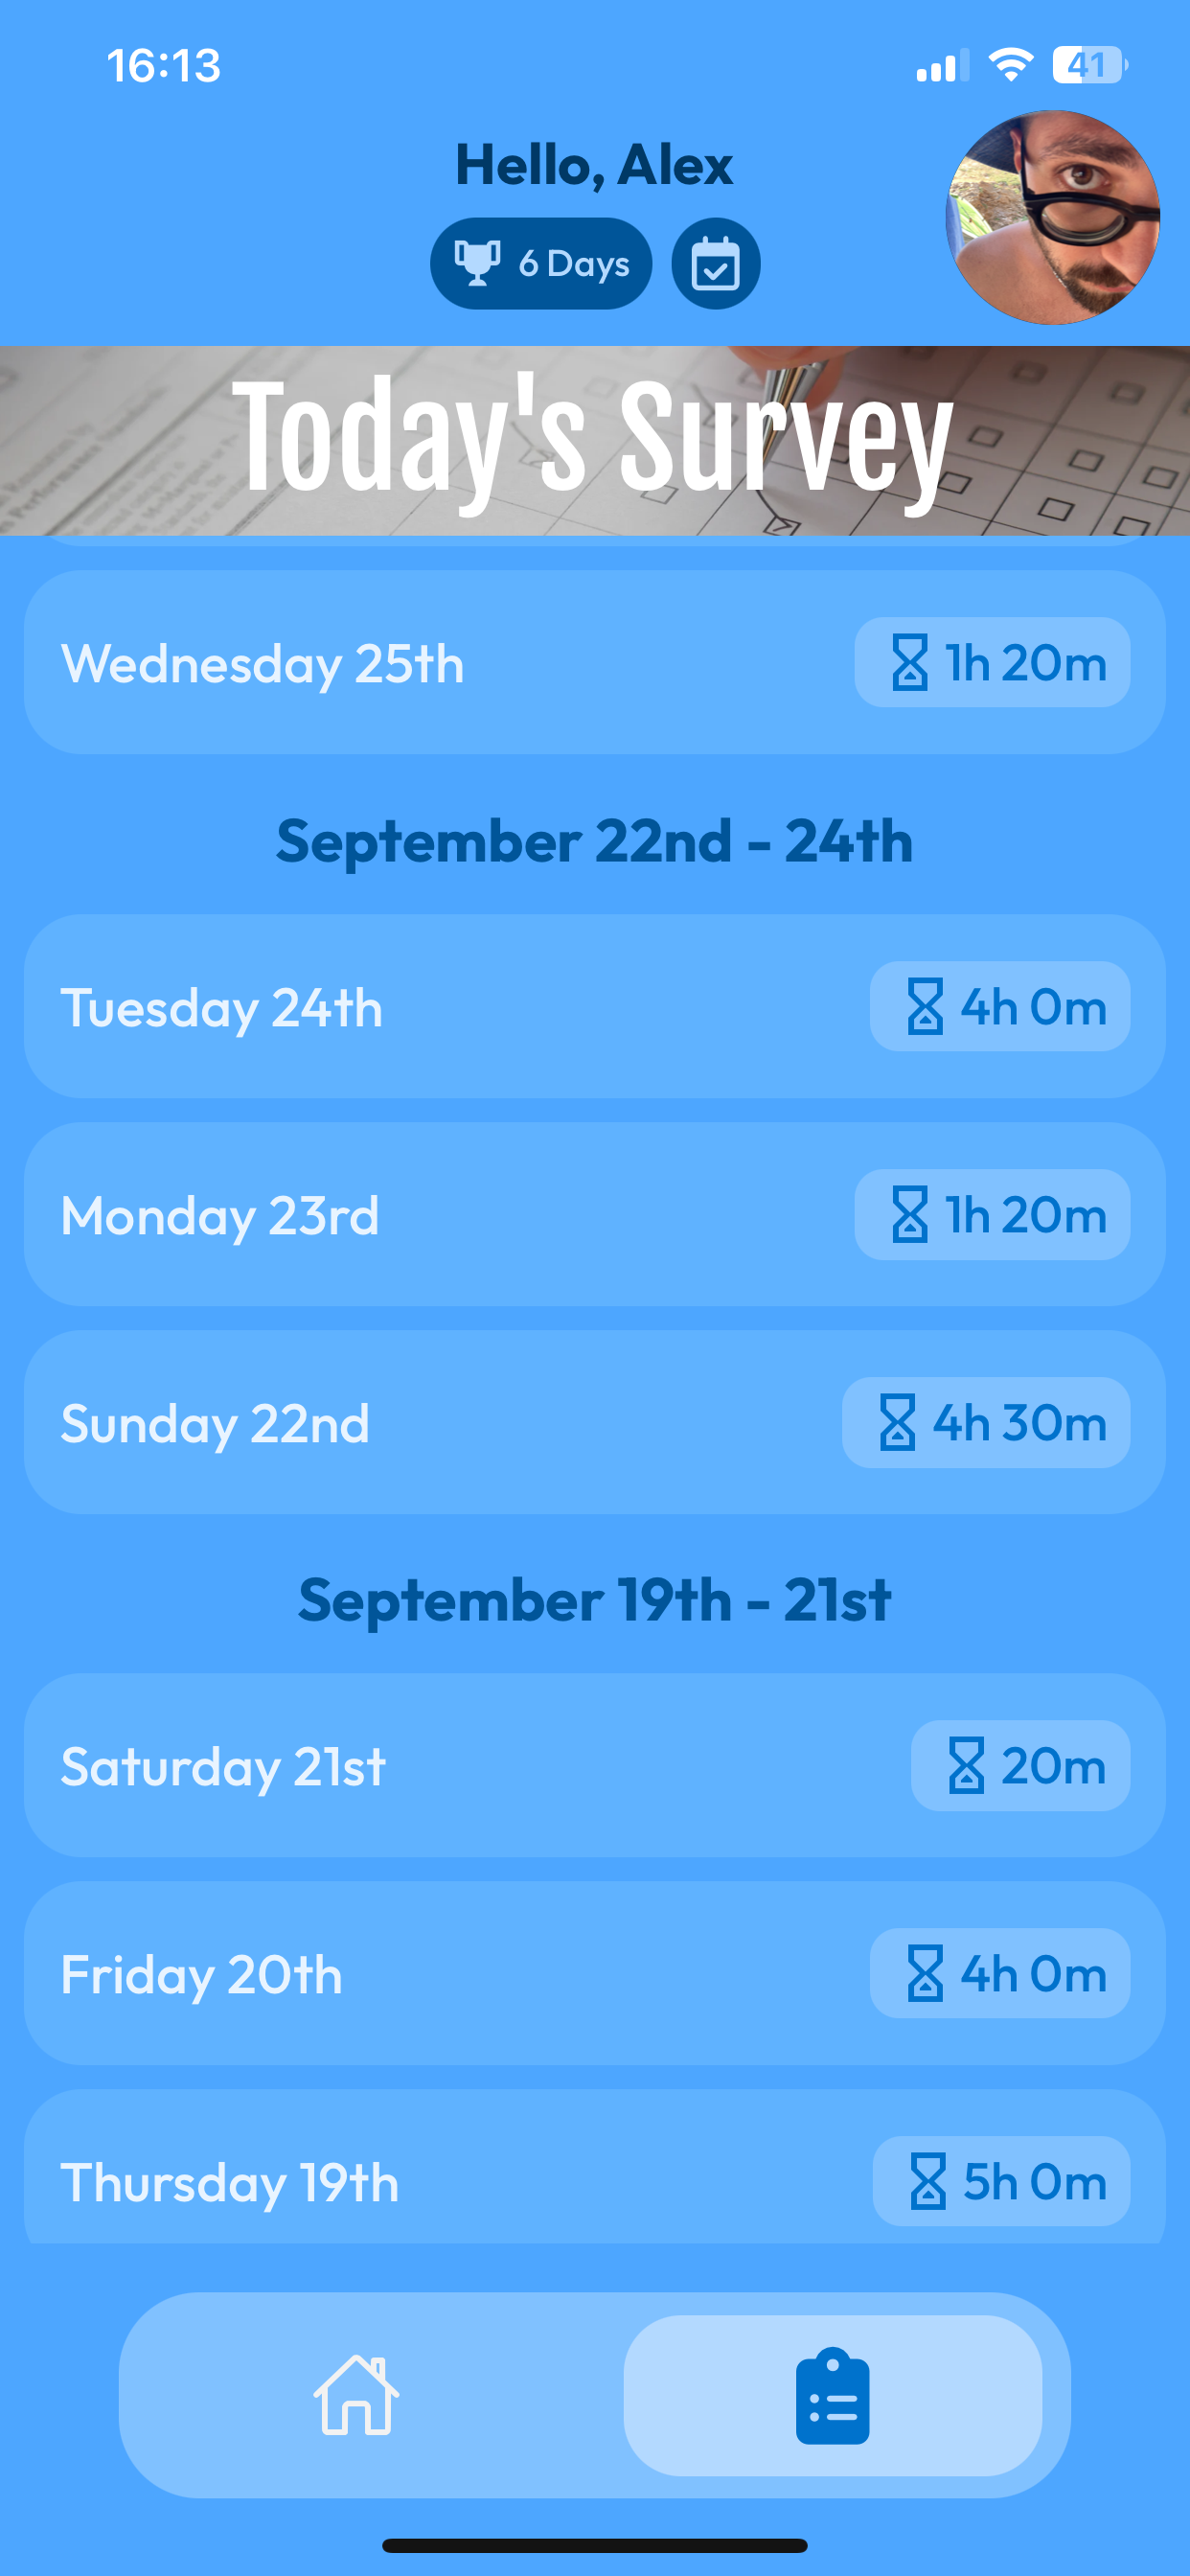 16:13
41
Hello, Alex
6 Days
Today's Survey
Wednesday 25th
1h 20m
September 22nd - 24th
Tuesday 24th
4h 0m
Monday 23rd
1h 20m
Sunday 22nd
4h 30m
September 19th - 21st
Saturday 21st
20m
Friday 20th
4h 0m
Thursday 19th
5h 0m